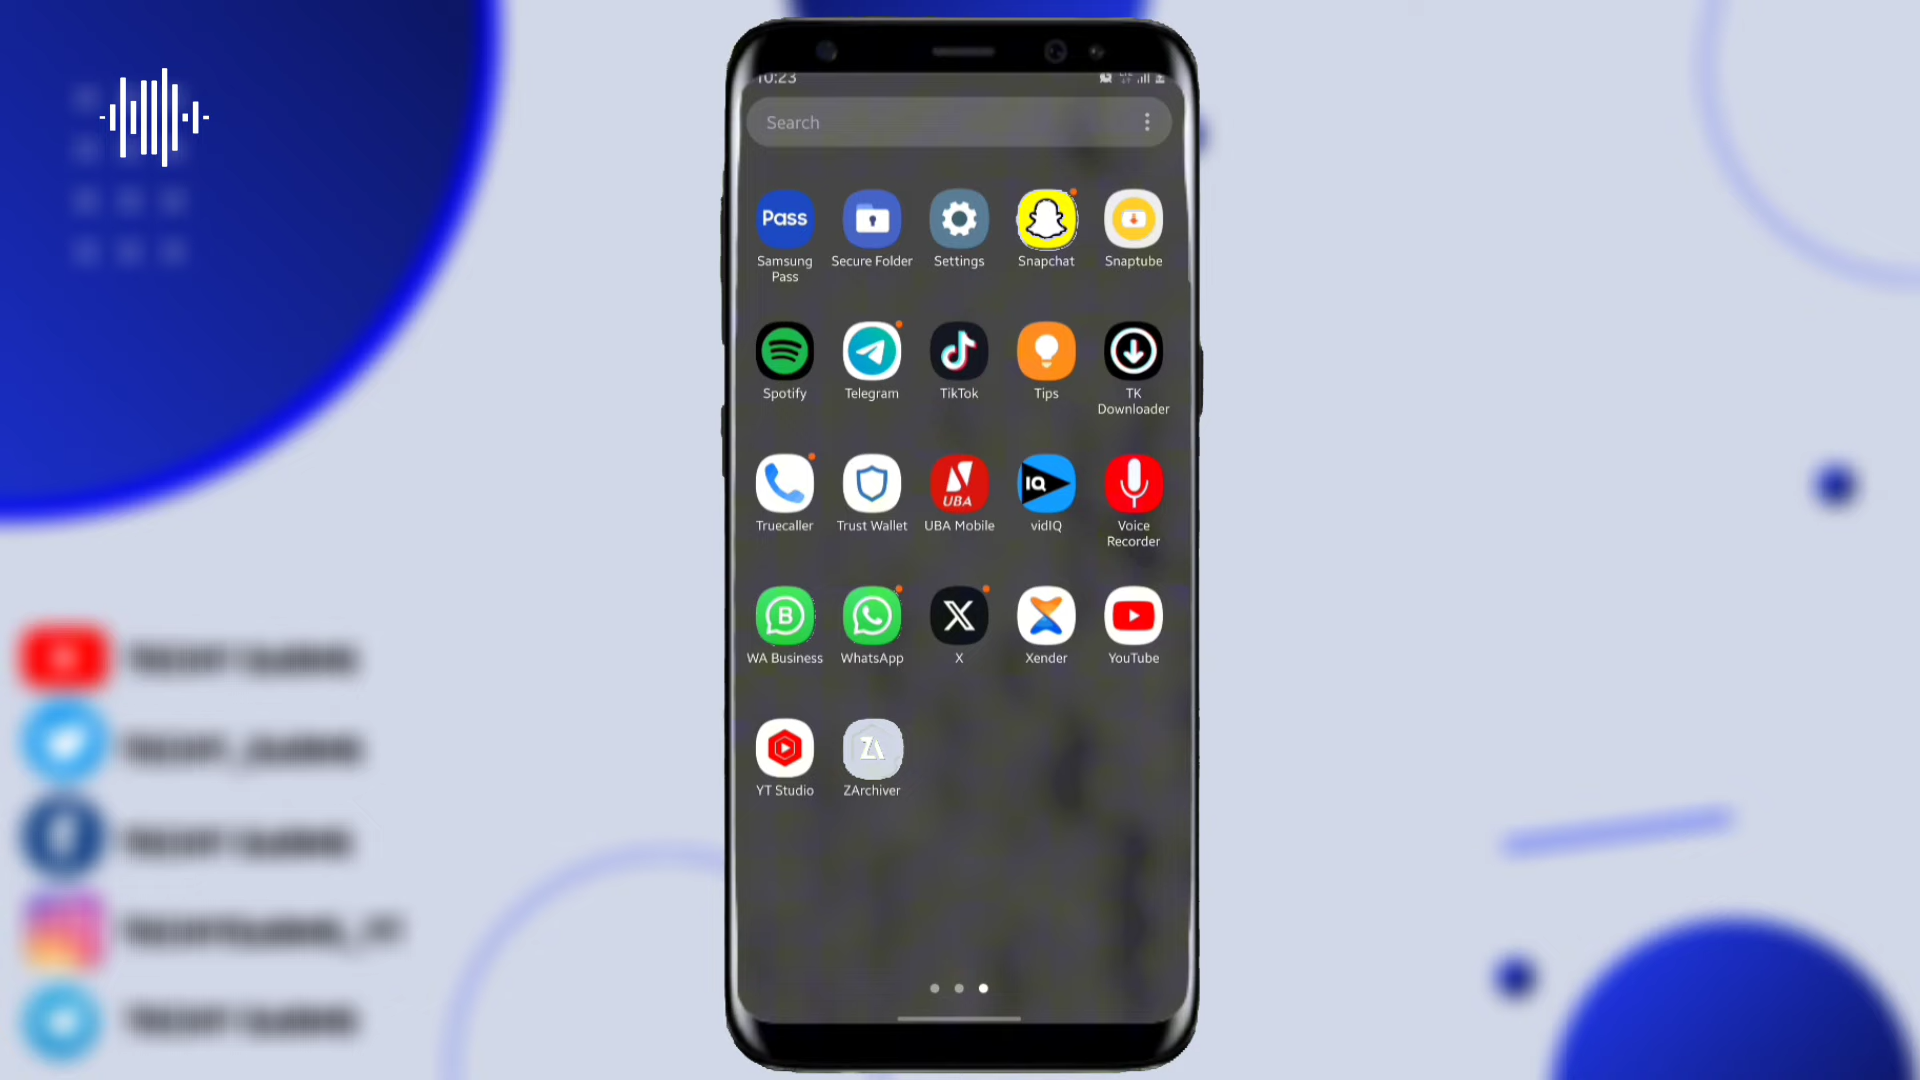 10:23
Search
Pass
Samsung
Pass
Secure Folder
Settings
Snapchat
Snaptube
Spotify
Telegram
TikTok
Tips
TK
Downloader
Truecaller
Trust Wallet
UBA
UBA Mobile
IQ
vidIQ
Voice
Recorder
B
WA Business
WhatsApp
X
Xender
YouTube
YT Studio
ZA
ZArchiver